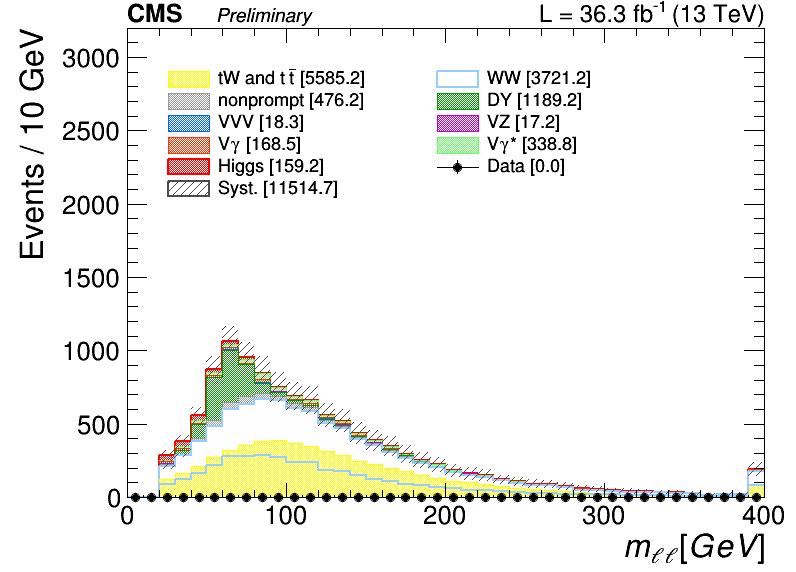 CMS Preliminary L = 36.3 fb⁻¹ (13 TeV)
Events / 10 GeV
3000
2500
2000
1500
1000
500
0
tW and t t̅ [5585.2]
nonprompt [476.2]
VVV [18.3]
Vγ [168.5]
Higgs [159.2]
Syst. [11514.7]
WW [3721.2]
DY [1189.2]
VZ [17.2]
Vγ* [338.8]
Data [0.0]
0 100 200 300 400
m_ℓℓ [GeV]